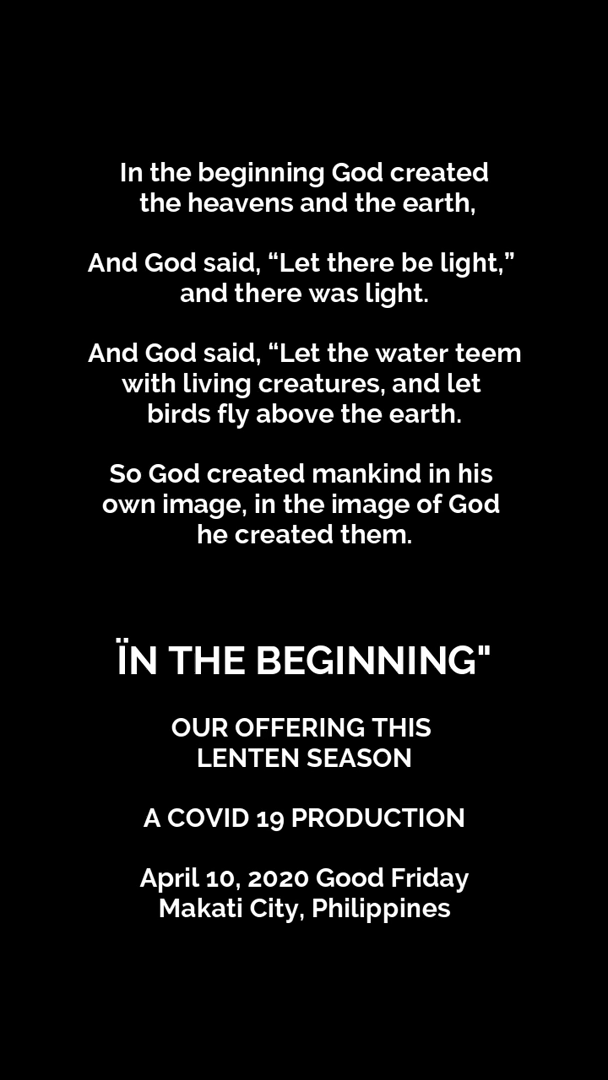 In the beginning God created
the heavens and the earth,
And God said, “Let there be light,”
and there was light.
And God said, “Let the water teem
with living creatures, and let
birds fly above the earth.
So God created mankind in his
own image, in the image of God
he created them.
ÏN THE BEGINNING"
OUR OFFERING THIS
LENTEN SEASON
A COVID 19 PRODUCTION
April 10, 2020 Good Friday
Makati City, Philippines